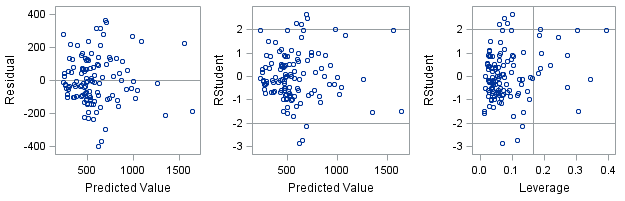 Residual
400
200
0
-200
-400
500 1000 1500
Predicted Value
RStudent
2
1
0
-1
-2
-3
500 1000 1500
Predicted Value
RStudent
2
1
0
-1
-2
-3
0.0 0.1 0.2 0.3 0.4
Leverage